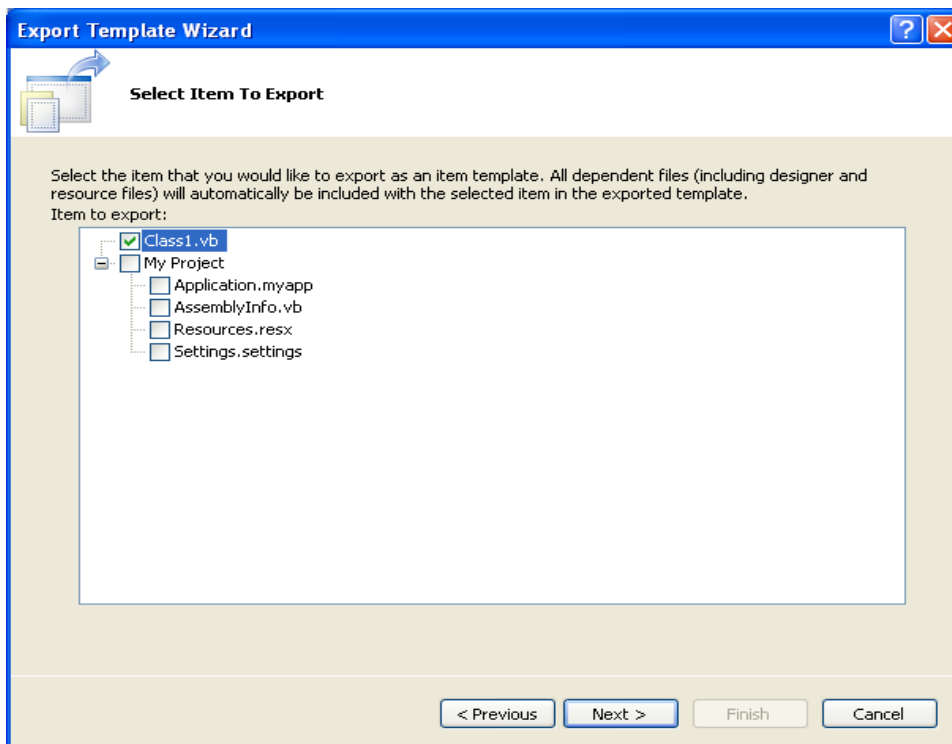 Export Template Wizard
Select Item To Export
Select the item that you would like to export as an item template. All dependent files (including designer and
resource files) will automatically be included with the selected item in the exported template.
Item to export:
Class1.vb
My Project
Application.myapp
AssemblyInfo.vb
Resources.resx
Settings.settings
< Previous Next > Finish Cancel